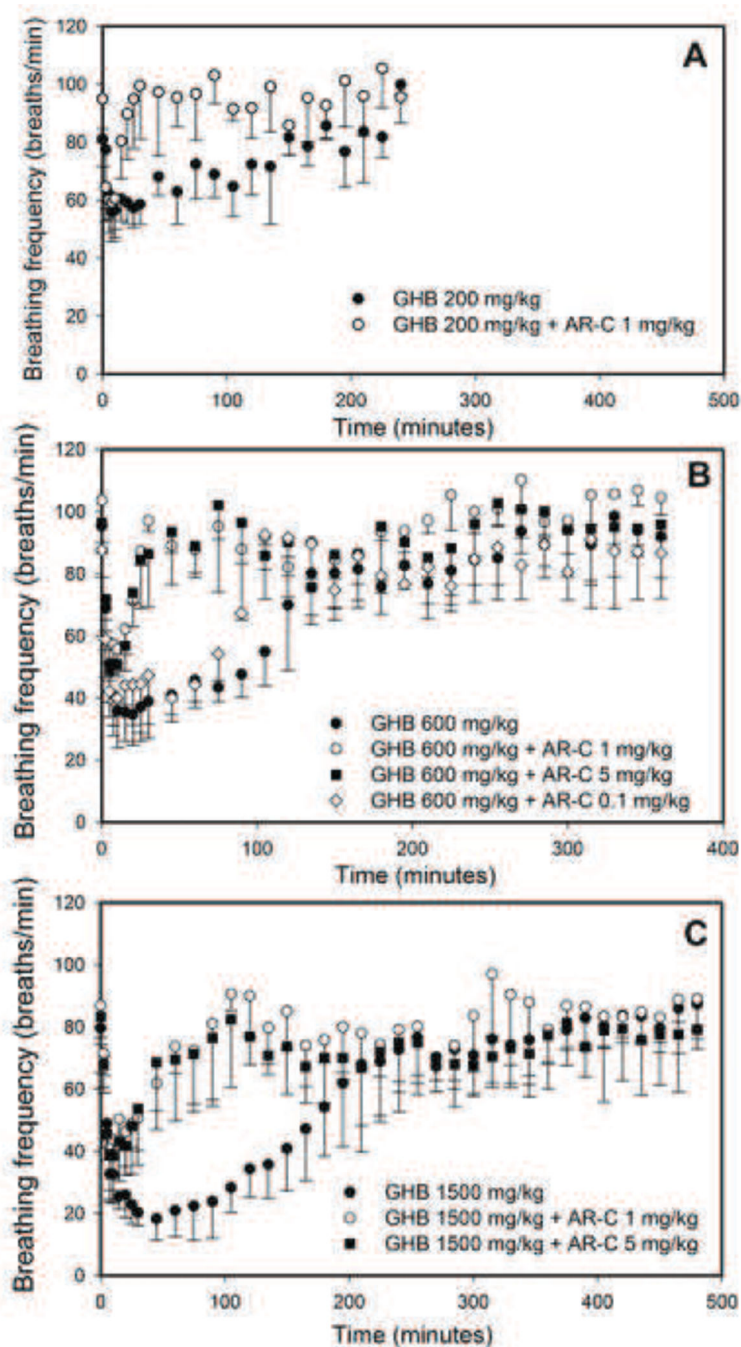 A
Breathing frequency (breaths/min)
120
100
80
60
40
20
0
GHB 200 mg/kg
GHB 200 mg/kg + AR-C 1 mg/kg
0 100 200 300 400 500
Time (minutes)
B
Breathing frequency (breaths/min)
120
100
80
60
40
20
0
GHB 600 mg/kg
GHB 600 mg/kg + AR-C 1 mg/kg
GHB 600 mg/kg + AR-C 5 mg/kg
GHB 600 mg/kg + AR-C 0.1 mg/kg
0 100 200 300 400
Time (minutes)
C
Breathing frequency (breaths/min)
120
100
80
60
40
20
0
GHB 1500 mg/kg
GHB 1500 mg/kg + AR-C 1 mg/kg
GHB 1500 mg/kg + AR-C 5 mg/kg
0 100 200 300 400 500
Time (minutes)